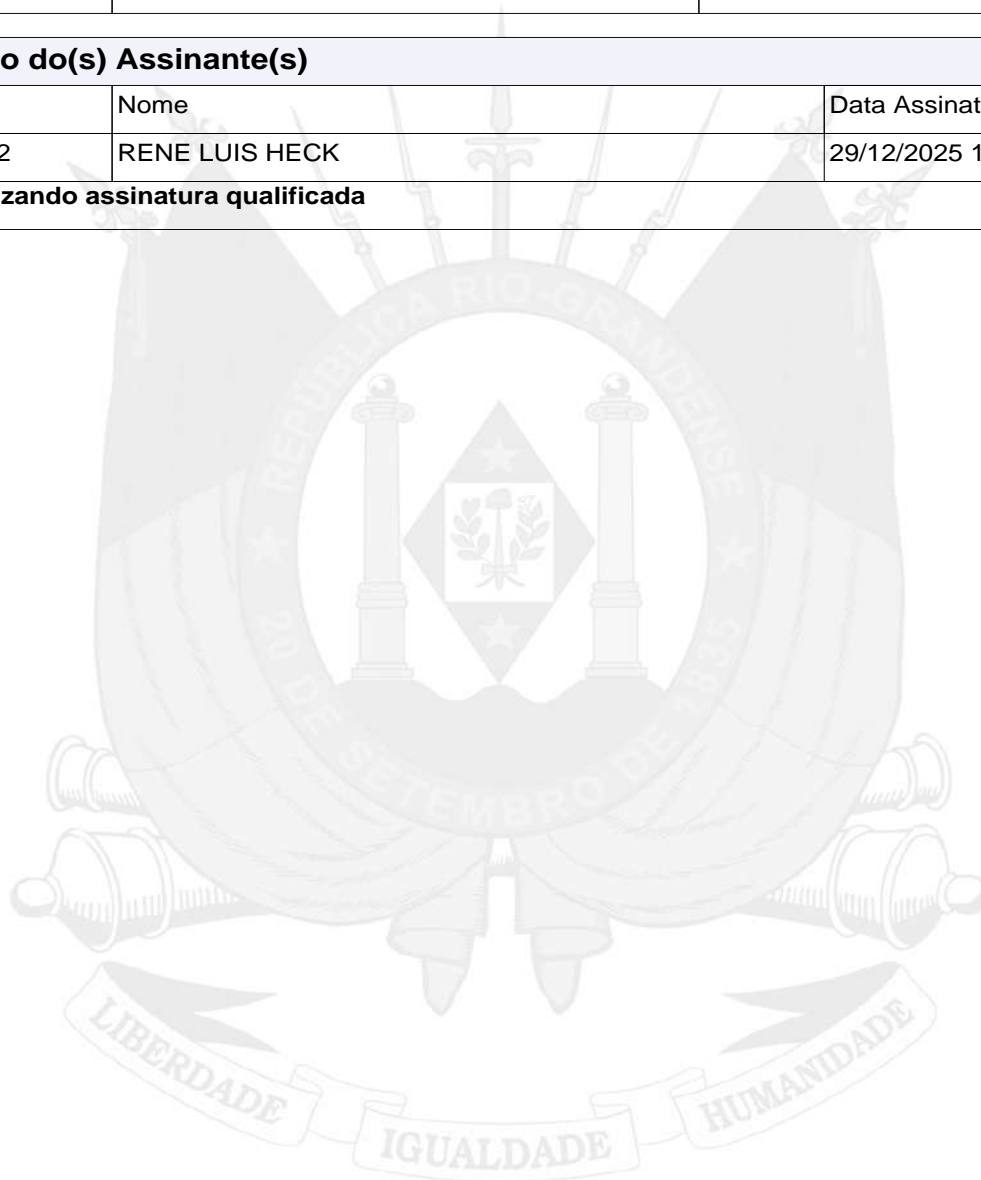 o do(s) Assinante(s)
Nome Data Assinat
2 RENE LUIS HECK 29/12/2025 1
zando assinatura qualificada
REPÚBLICA RIO-GRANDENSE
20 DE SETEMBRO DE 1835
LIBERDADE IGUALDADE HUMANIDADE